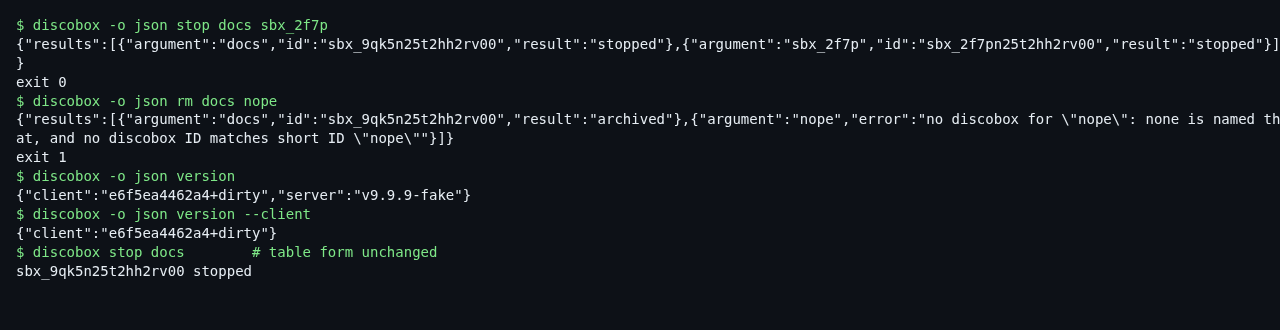 $ discobox -o json stop docs sbx_2f7p
{"results":[{"argument":"docs","id":"sbx_9qk5n25t2hh2rv00","result":"stopped"},{"argument":"sbx_2f7p","id":"sbx_2f7pn25t2hh2rv00","result":"stopped"}]
}
exit 0
$ discobox -o json rm docs nope
{"results":[{"argument":"docs","id":"sbx_9qk5n25t2hh2rv00","result":"archived"},{"argument":"nope","error":"no discobox for \"nope\": none is named th
at, and no discobox ID matches short ID \"nope\""}]}
exit 1
$ discobox -o json version
{"client":"e6f5ea4462a4+dirty","server":"v9.9.9-fake"}
$ discobox -o json version --client
{"client":"e6f5ea4462a4+dirty"}
$ discobox stop docs        # table form unchanged
sbx_9qk5n25t2hh2rv00 stopped